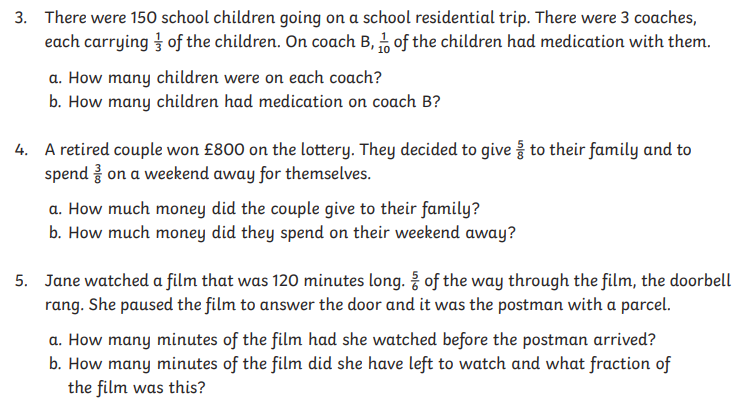 3. There were 150 school children going on a school residential trip. There were 3 coaches,
each carrying 1/3 of the children. On coach B, 1/10 of the children had medication with them.
a. How many children were on each coach?
b. How many children had medication on coach B?
4. A retired couple won £800 on the lottery. They decided to give 5/8 to their family and to
spend 3/8 on a weekend away for themselves.
a. How much money did the couple give to their family?
b. How much money did they spend on their weekend away?
5. Jane watched a film that was 120 minutes long. 5/6 of the way through the film, the doorbell
rang. She paused the film to answer the door and it was the postman with a parcel.
a. How many minutes of the film had she watched before the postman arrived?
b. How many minutes of the film did she have left to watch and what fraction of
the film was this?